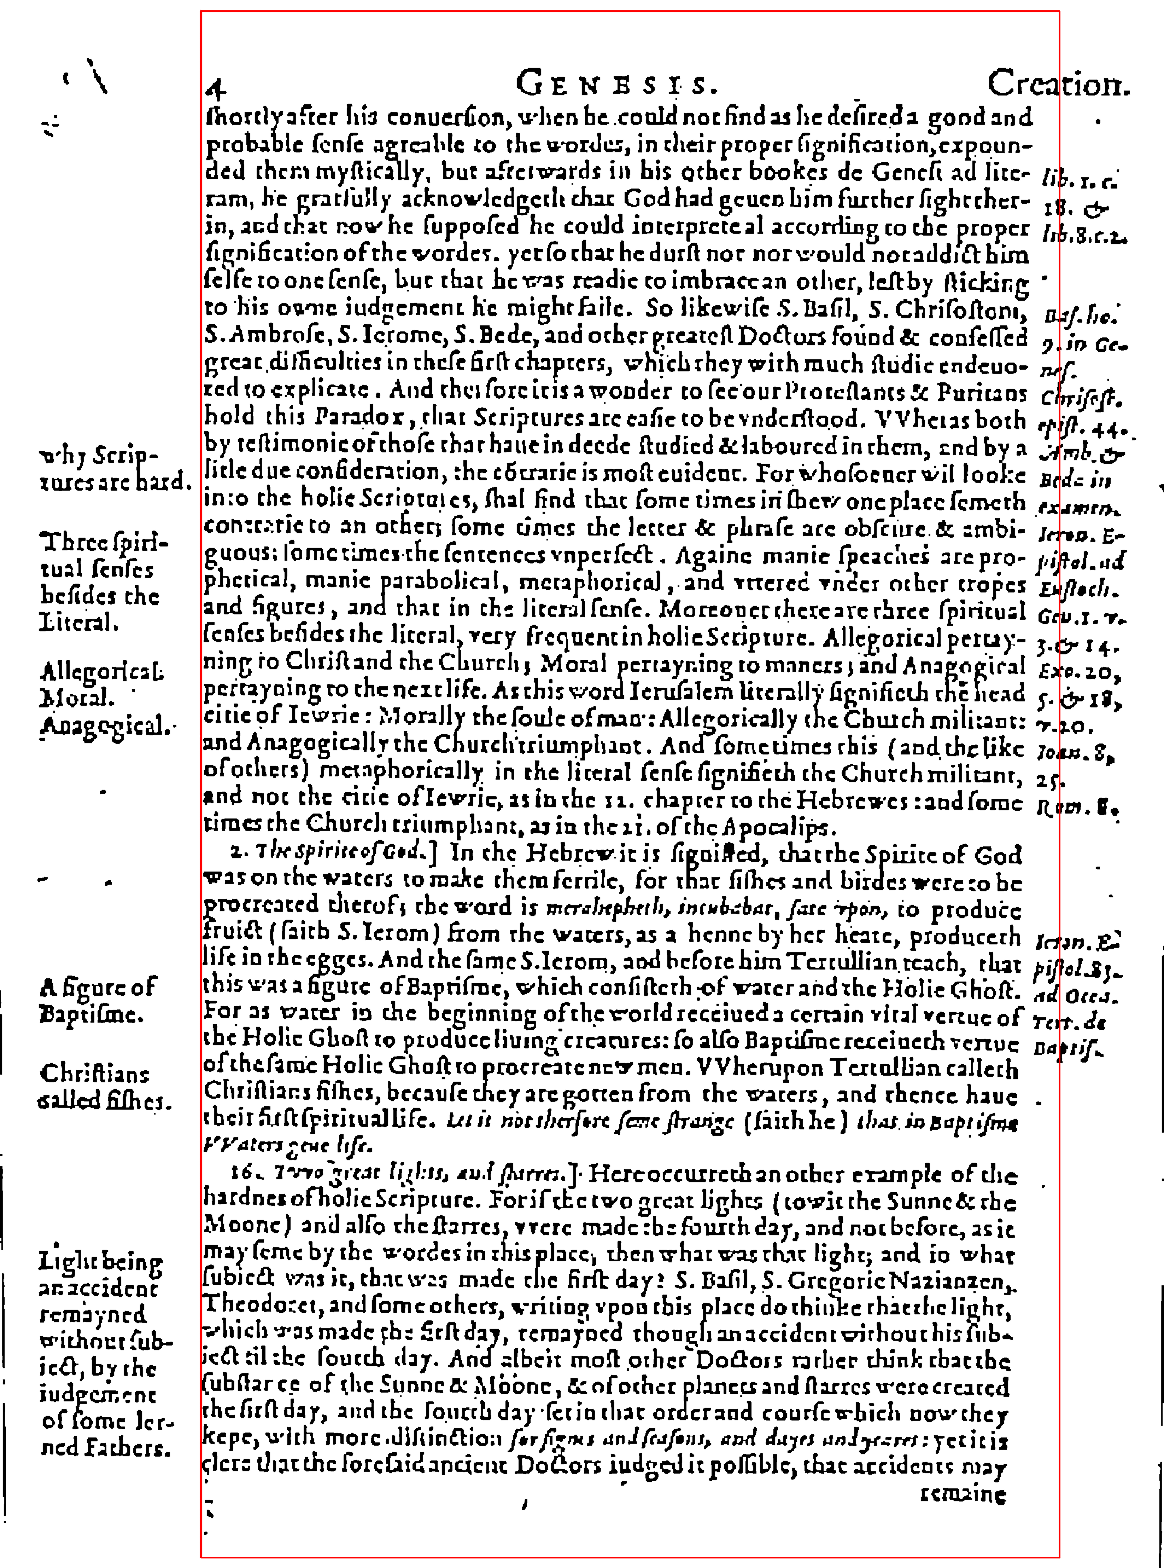 4 GENESIS. Creation.
ſhortly after his conuerſion, when he could not find as he deſired a good and
probable ſenſe agreable to the wordes, in their proper ſignification, expoun-
ded them myſtically, but afterwards in his other bookes de Geneſi ad lite-
ram, he gratfully acknowledgeth that God had geuen him further ſight ther-
in, and that now he ſuppoſed he could interprete al according to the proper
ſignification of the wordes. yet ſo that he durſt not nor would not addict him
ſelfe to one ſenſe, but that he was readie to imbrace an other, leſt by ſticking
to his owne iudgement he might faile. So likewiſe S. Baſil, S. Chriſoſtom,
S. Ambroſe, S. Ierome, S. Bede, and other greateſt Doctors found & confeſſed
great difficulties in theſe firſt chapters, which they with much ſtudie endeuo-
red to explicate. And therfore it is a wonder to ſee our Proteſtants & Puritans
hold this Paradox, that Scriptures are eaſie to be vnderſtood. VVheras both
by teſtimonie of thoſe that haue in deede ſtudied & laboured in them, and by a
litle due conſideration, the cōtrarie is moſt euident. For whoſoeuer wil looke
into the holie Scriptures, ſhal find that ſome times in ſhew one place ſemeth
contrarie to an other; ſome times the letter & phraſe are obſcure & ambi-
guous: ſome times the ſentences vnperfect. Againe manie ſpeaches are pro-
phetical, manie parabolical, metaphorical, and vttered vnder other tropes
and figures, and that in the literal ſenſe. Moreouer there are three ſpiritual
ſenſes beſides the literal, very frequent in holie Scripture. Allegorical pertay-
ning to Chriſt and the Church; Moral pertayning to maners; and Anagogical
pertayning to the next life. As this word Ieruſalem literally ſignifieth the head
citie of Iewrie: Morally the ſoule of man: Allegorically the Church militant:
and Anagogically the Church triumphant. And ſometimes this (and the like
of others) metaphorically in the literal ſenſe ſignifieth the Church militant,
and not the citie of Iewrie, as in the 12. chapter to the Hebrewes: and ſome
times the Church triumphant, as in the 21. of the Apocalips.
2. The Spirite of God.] In the Hebrew it is ſignified, that the Spirite of God
was on the waters to make them fertile, for that fiſhes and birdes were to be
procreated therof; the word is merahepheth, incubabat, ſate vpon, to produce
fruict (ſaith S. Ierom) from the waters, as a henne by her heate, produceth
life in the egges. And the ſame S. Ierom, and before him Tertullian teach, that
this was a figure of Baptiſme, which conſiſteth of water and the Holie Ghoſt.
For as water in the beginning of the world receiued a certain vital vertue of
the Holie Ghoſt to produce liuing creatures: ſo alſo Baptiſme receiueth vertue
of the ſame Holie Ghoſt to procreate new men. VVherupon Tertullian calleth
Chriſtians fiſhes, becauſe they are gotten from the waters, and thence haue
their firſt ſpiritual life. Let it not therfore ſeme ſtrange (ſaith he) that in Baptiſme
VVaters geue life.
16. Two great lights, and ſtarres.] Here occurreth an other example of the
hardnes of holie Scripture. For if the two great lights (to wit the Sunne & the
Moone) and alſo the ſtarres, vvere made the fourth day, and not before, as it
may ſeme by the wordes in this place, then what was that light; and in what
ſubiect was it, that was made the firſt day? S. Baſil, S. Gregorie Nazianzen,
Theodoret, and ſome others, writing vpon this place do thinke that the light,
which was made the firſt day, remayned though an accident without his ſub-
iect til the fourth day. And albeit moſt other Doctors rather think that the
ſubſtance of the Sunne & Moone, & of other planets and ſtarres were created
the firſt day, and the fourth day ſet in that order and courſe which now they
kepe, with more diſtinction for ſignes and ſeaſons, and dayes and yeares: yet it is
clere that the foreſaid ancient Doctors iudged it poſſible, that accidents may
remaine
why Scrip-
tures are hard.
Three ſpiri-
tual ſenſes
beſides the
Literal.
Allegorical:
Moral.
Anagogical.
A figure of
Baptiſme.
Chriſtians
called fiſhes.
Light being
an accident
remayned
without ſub-
iect, by the
iudgement
of ſome ler-
ned Fathers.
lib. 1. c.
18. &
lib. 8. c. 2.
Baſ. ho.
9. in Ge-
neſ.
Chriſoſt.
epiſt. 44.
Amb. &
Bede in
examen.
Ieron. E-
piſtol. ad
Euſtoch.
Gen. 1. v.
3. & 14.
Exo. 20,
5. & 18,
v. 20.
Ioan. 8,
25.
Rom. 8.
Ieron. E-
piſtol. 83.
ad Ocea.
Tert. de
Baptiſ.